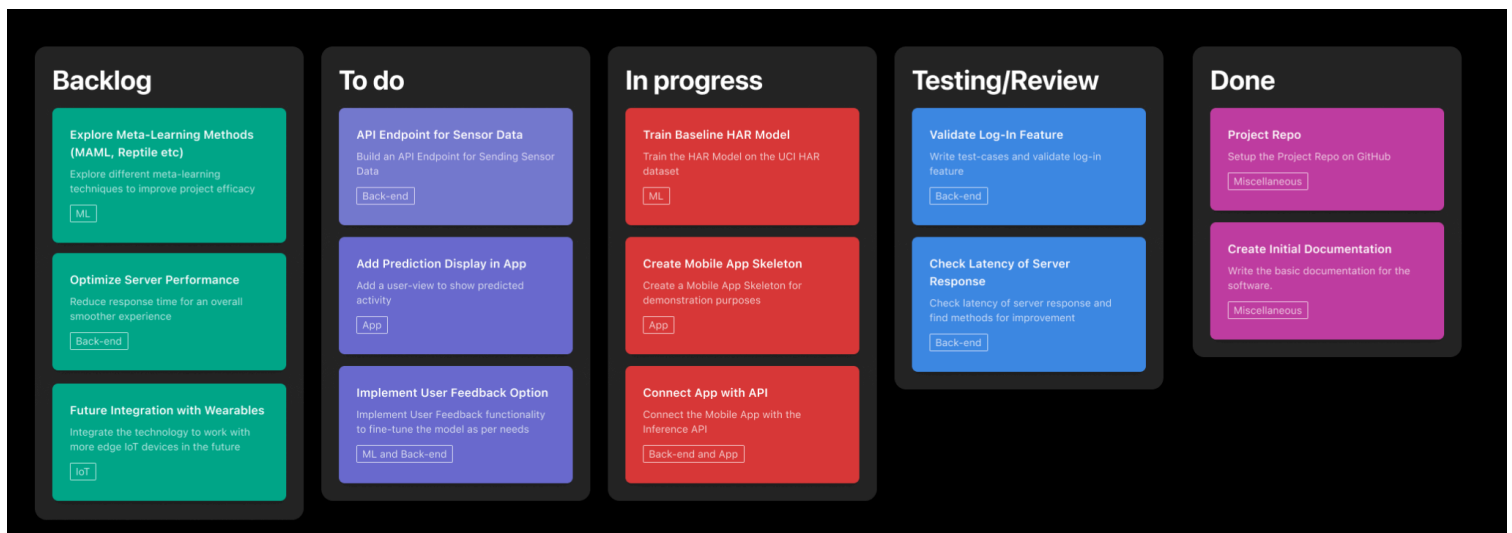 Backlog
Explore Meta-Learning Methods
(MAML, Reptile etc)
Explore different meta-learning
techniques to improve project efficacy
ML
Optimize Server Performance
Reduce response time for an overall
smoother experience
Back-end
Future Integration with Wearables
Integrate the technology to work with
more edge IoT devices in the future
IoT
To do
API Endpoint for Sensor Data
Build an API Endpoint for Sending Sensor
Data
Back-end
Add Prediction Display in App
Add a user-view to show predicted
activity
App
Implement User Feedback Option
Implement User Feedback functionality
to fine-tune the model as per needs
ML and Back-end
In progress
Train Baseline HAR Model
Train the HAR Model on the UCI HAR
dataset
ML
Create Mobile App Skeleton
Create a Mobile App Skeleton for
demonstration purposes
App
Connect App with API
Connect the Mobile App with the
Inference API
Back-end and App
Testing/Review
Validate Log-In Feature
Write test-cases and validate log-in
feature
Back-end
Check Latency of Server
Response
Check latency of server response and
find methods for improvement
Back-end
Done
Project Repo
Setup the Project Repo on GitHub
Miscellaneous
Create Initial Documentation
Write the basic documentation for the
software.
Miscellaneous